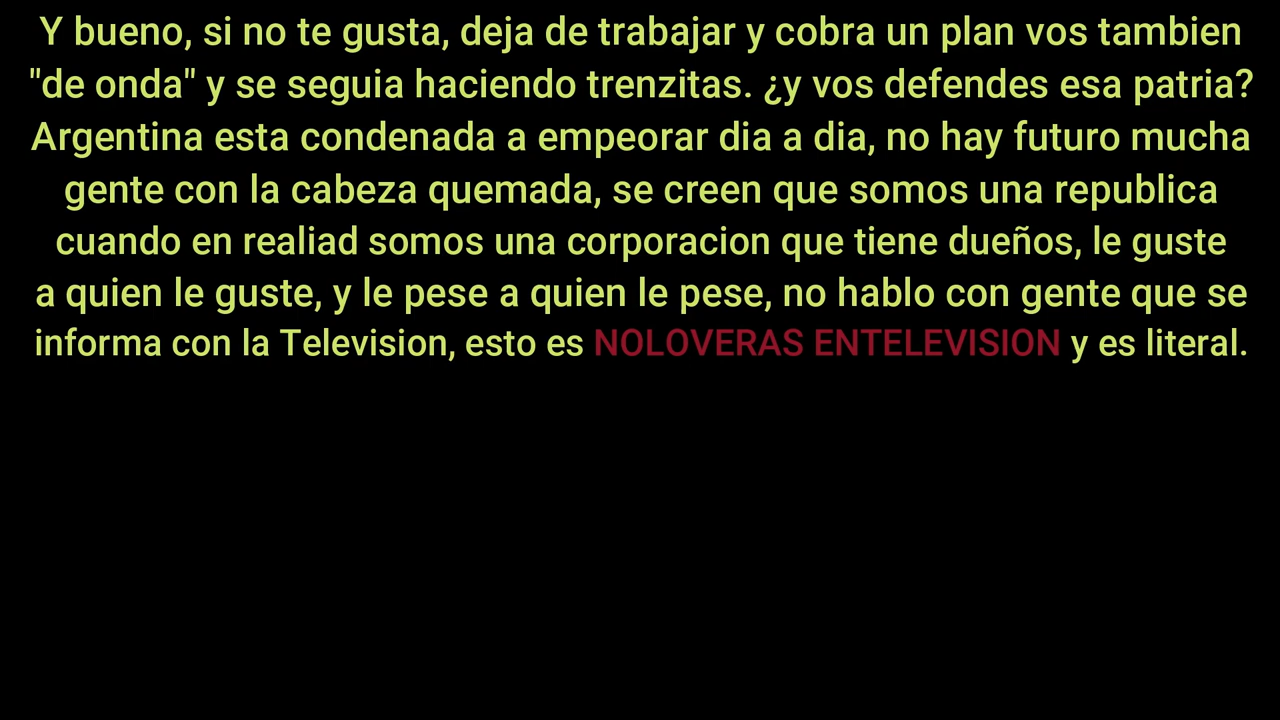 Y bueno, si no te gusta, deja de trabajar y cobra un plan vos tambien
"de onda" y se seguia haciendo trenzitas. ¿y vos defendes esa patria?
Argentina esta condenada a empeorar dia a dia, no hay futuro mucha
gente con la cabeza quemada, se creen que somos una republica
cuando en realiad somos una corporacion que tiene dueños, le guste
a quien le guste, y le pese a quien le pese, no hablo con gente que se
informa con la Television, esto es NOLOVERAS ENTELEVISION y es literal.